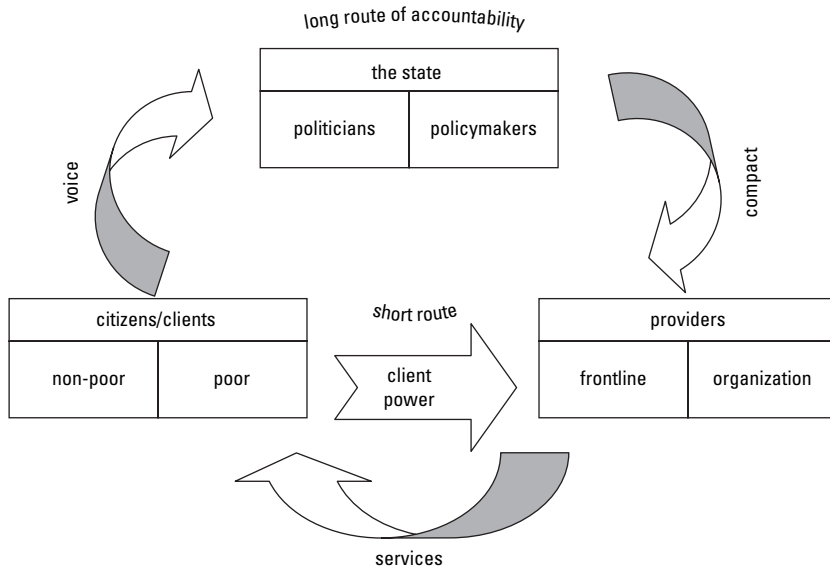 long route of accountability
the state
politicians
policymakers
voice
compact
citizens/clients
short route
providers
non-poor
poor
client
power
frontline
organization
services